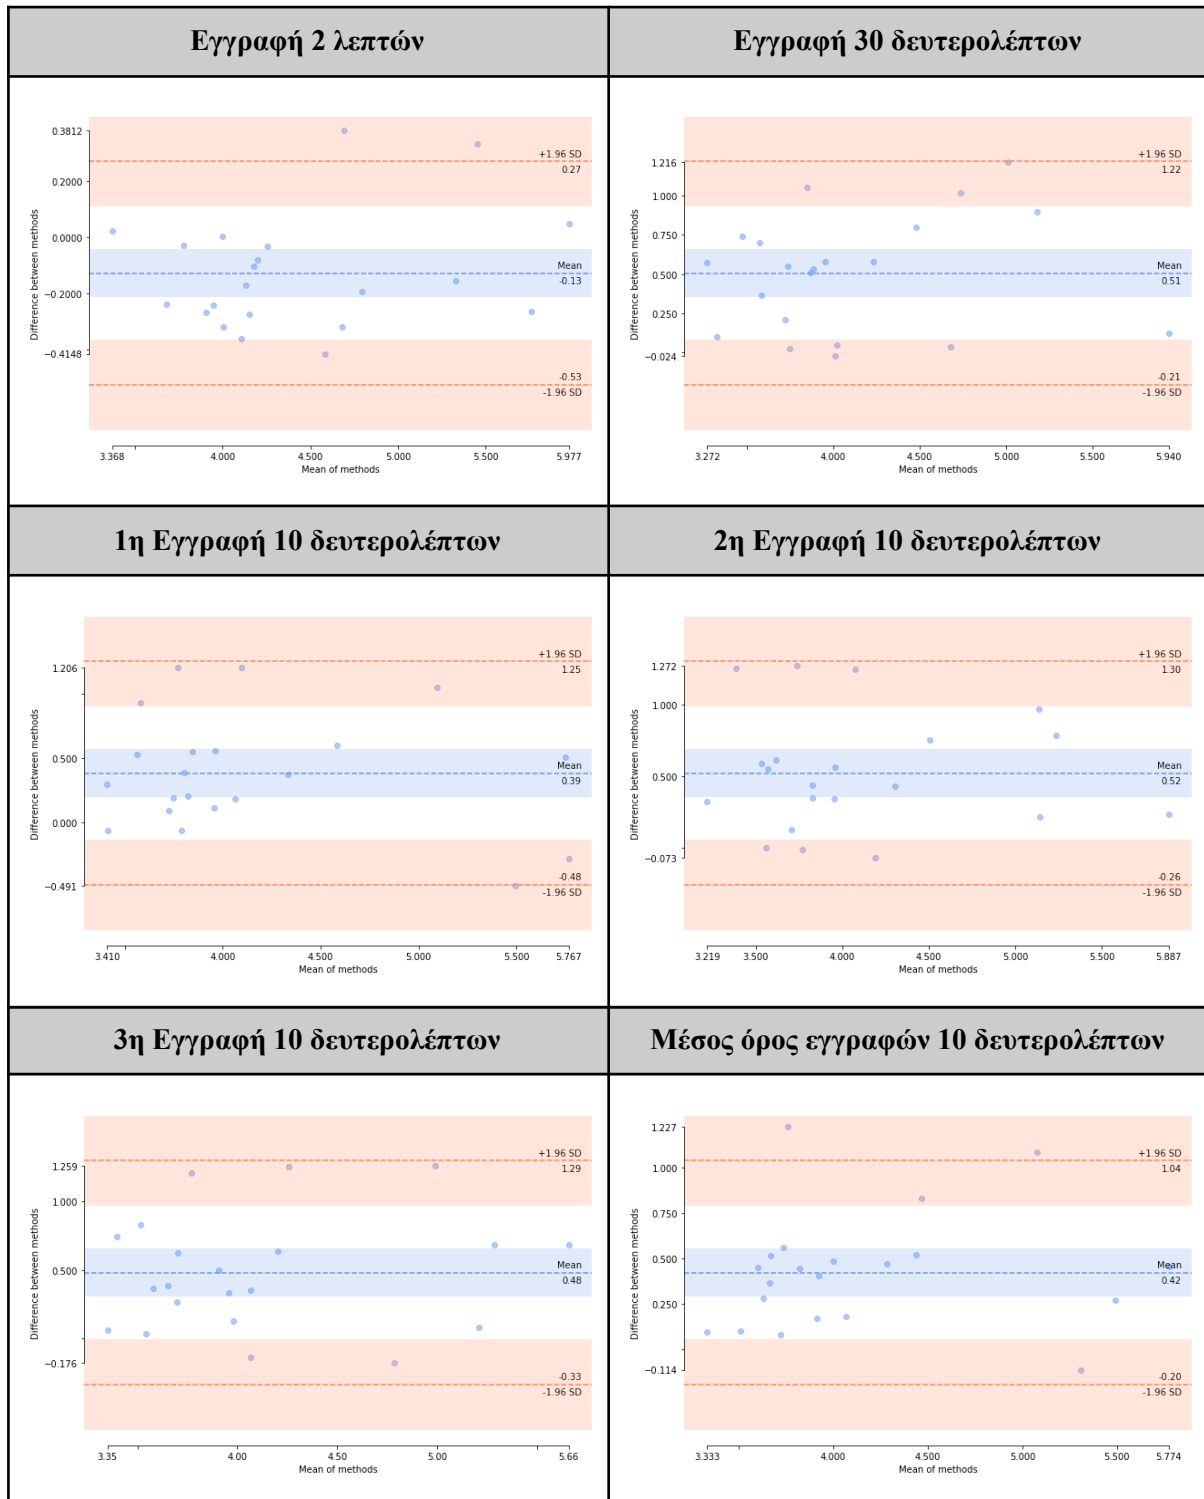 Εγγραφή 2 λεπτών
Εγγραφή 30 δευτερολέπτων
0.3812
0.2000
0.0000
−0.2000
−0.4148
Difference between methods
+1.96 SD
0.27
Mean
-0.13
-0.53
-1.96 SD
3.368
4.000
4.500
5.000
5.500
5.977
Mean of methods
1.216
1.000
0.750
0.500
0.250
−0.024
Difference between methods
+1.96 SD
1.22
Mean
0.51
-0.21
-1.96 SD
3.272
4.000
4.500
5.000
5.500
5.940
Mean of methods
1η Εγγραφή 10 δευτερολέπτων
2η Εγγραφή 10 δευτερολέπτων
1.206
0.500
0.000
−0.491
Difference between methods
+1.96 SD
1.25
Mean
0.39
-0.48
-1.96 SD
3.410
4.000
4.500
5.000
5.500
5.767
Mean of methods
1.272
1.000
0.500
−0.073
Difference between methods
+1.96 SD
1.30
Mean
0.52
-0.26
-1.96 SD
3.219
3.500
4.000
4.500
5.000
5.500
5.887
Mean of methods
3η Εγγραφή 10 δευτερολέπτων
Μέσος όρος εγγραφών 10 δευτερολέπτων
1.259
1.000
0.500
−0.176
Difference between methods
+1.96 SD
1.29
Mean
0.48
-0.33
-1.96 SD
3.35
4.00
4.50
5.00
5.66
Mean of methods
1.227
1.000
0.750
0.500
0.250
−0.114
Difference between methods
+1.96 SD
1.04
Mean
0.42
-0.20
-1.96 SD
3.333
4.000
4.500
5.000
5.500
5.774
Mean of methods